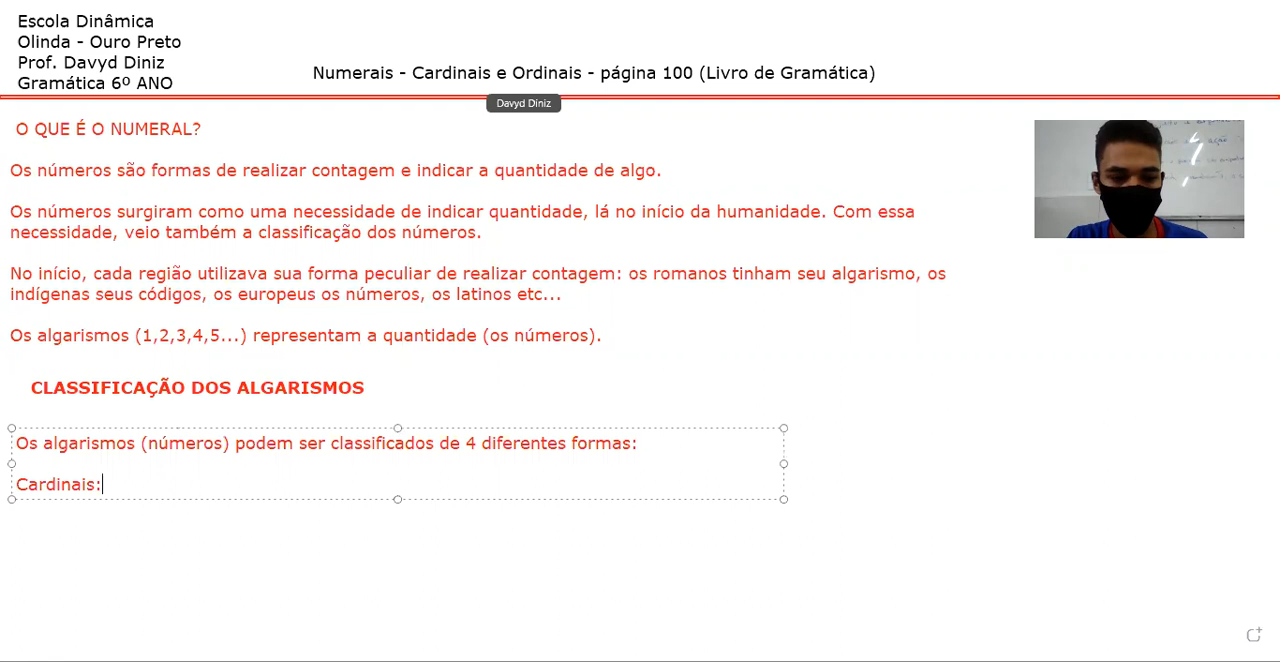 Escola Dinâmica
Olinda - Ouro Preto
Prof. Davyd Diniz
Gramática 6º ANO
Numerais - Cardinais e Ordinais - página 100 (Livro de Gramática)
Davyd Diniz
O QUE É O NUMERAL?
Os números são formas de realizar contagem e indicar a quantidade de algo.
Os números surgiram como uma necessidade de indicar quantidade, lá no início da humanidade. Com essa
necessidade, veio também a classificação dos números.
No início, cada região utilizava sua forma peculiar de realizar contagem: os romanos tinham seu algarismo, os
indígenas seus códigos, os europeus os números, os latinos etc...
Os algarismos (1,2,3,4,5...) representam a quantidade (os números).
CLASSIFICAÇÃO DOS ALGARISMOS
Os algarismos (números) podem ser classificados de 4 diferentes formas:
Cardinais: